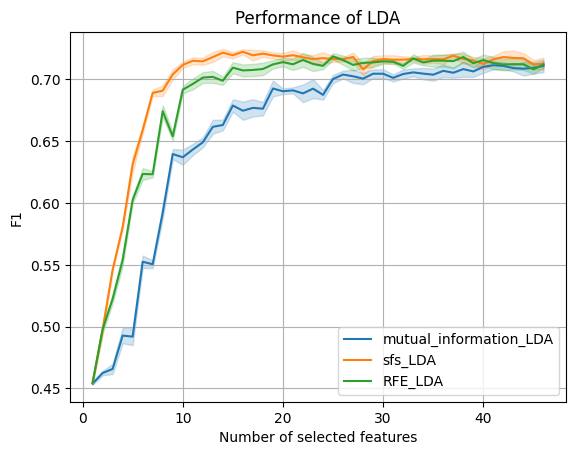 Performance of LDA
F1
0.70
0.65
0.60
0.55
0.50
0.45
0
10
20
30
40
Number of selected features
mutual_information_LDA
sfs_LDA
RFE_LDA